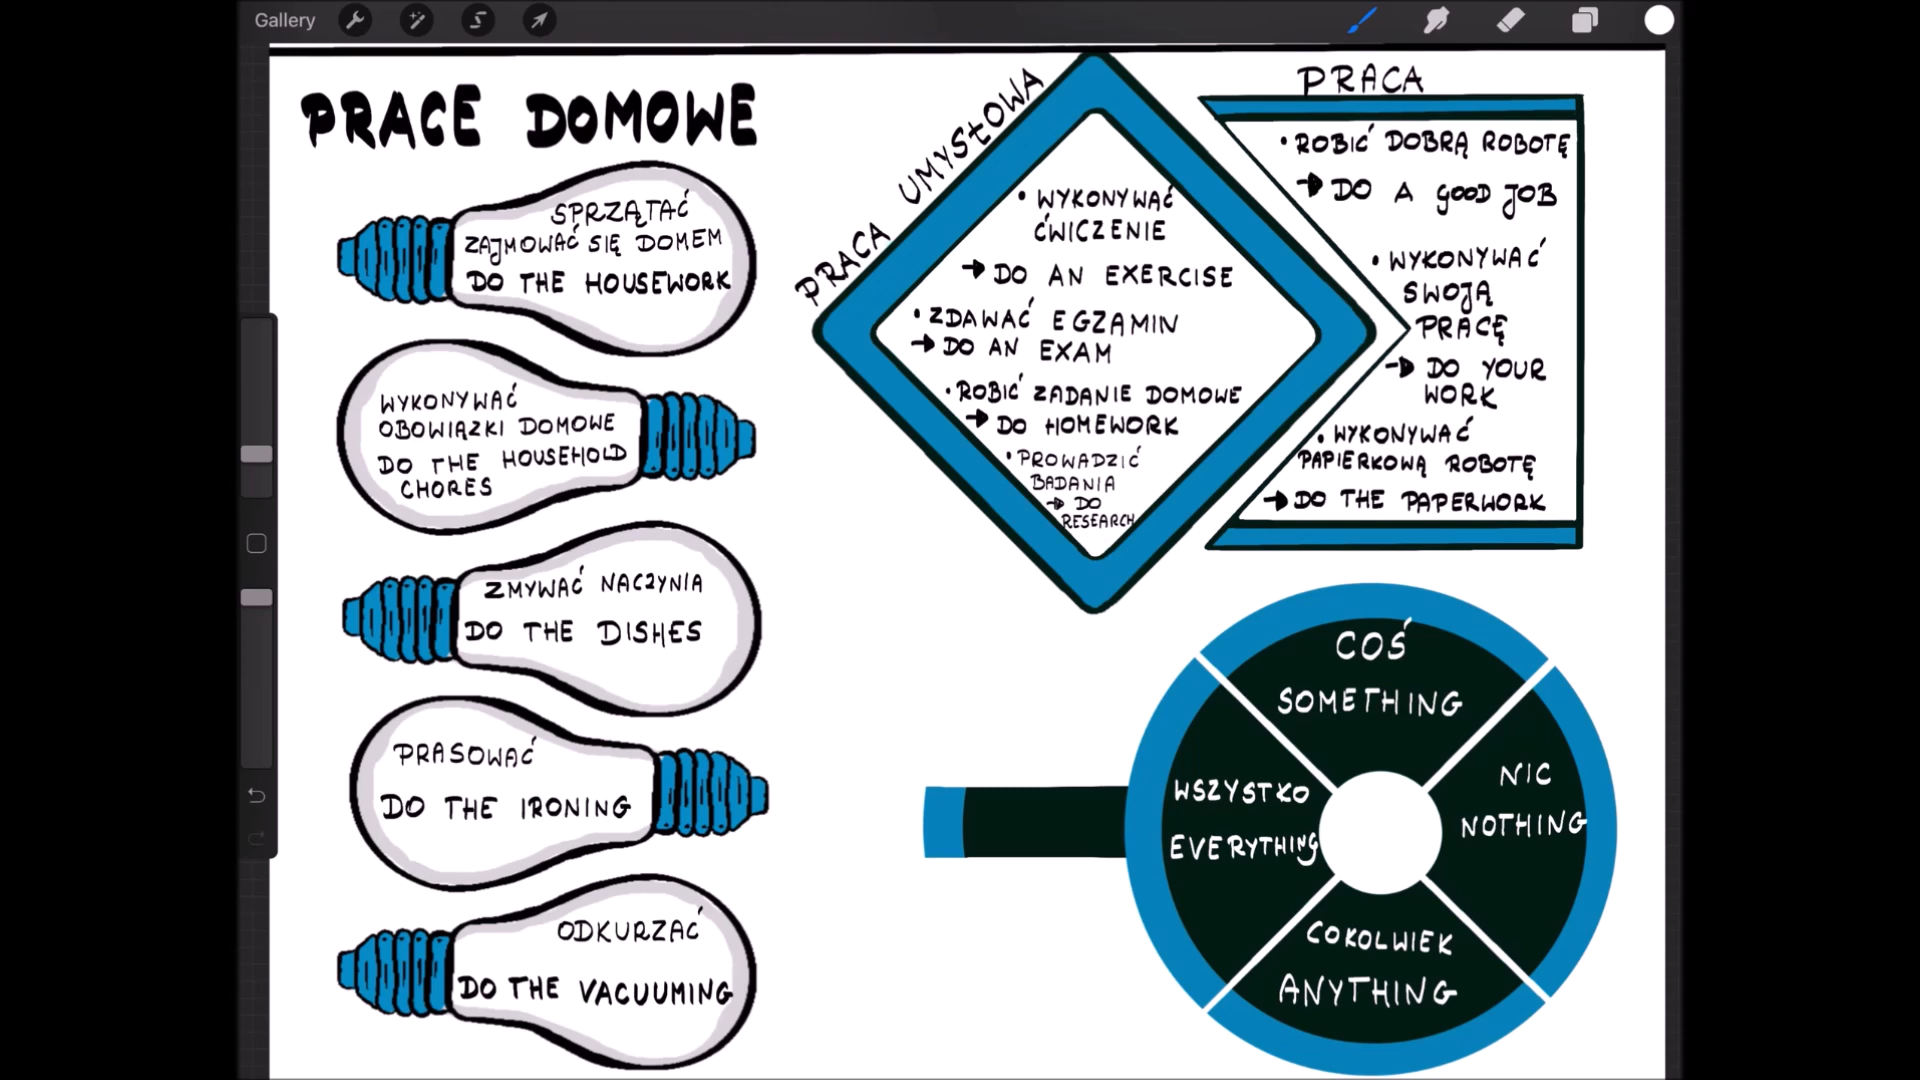 Gallery
PRACE DOMOWE
SPRZĄTAĆ
ZAJMOWAĆ SIĘ DOMEM
DO THE HOUSEWORK
WYKONYWAĆ
OBOWIĄZKI DOMOWE
DO THE HOUSEHOLD
CHORES
ZMYWAĆ NACZYNIA
DO THE DISHES
PRASOWAĆ
DO THE IRONING
ODKURZAĆ
DO THE VACUUMING
PRACA UMYSŁOWA
• WYKONYWAĆ
ĆWICZENIE
→ DO AN EXERCISE
• ZDAWAĆ EGZAMIN
→ DO AN EXAM
• ROBIĆ ZADANIE DOMOWE
→ DO HOMEWORK
• PROWADZIĆ
BADANIA
→ DO
RESEARCH
PRACA
• ROBIĆ DOBRĄ ROBOTĘ
→ DO A GOOD JOB
• WYKONYWAĆ
SWOJĄ
PRACĘ
→ DO YOUR
WORK
• WYKONYWAĆ
PAPIERKOWĄ ROBOTĘ
→ DO THE PAPERWORK
COŚ
SOMETHING
WSZYSTKO
EVERYTHING
NIC
NOTHING
COKOLWIEK
ANYTHING